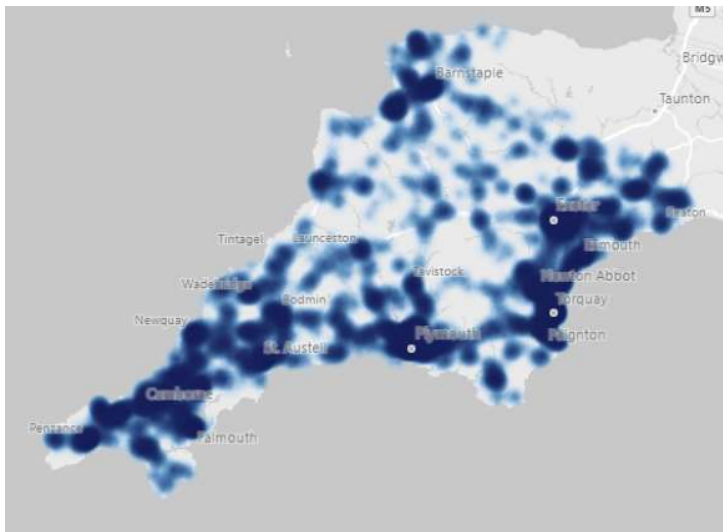 M5
Bridgw
Barnstaple
Taunton
Exeter
Seaton
Tintagel
Launceston
Exmouth
Tavistock
Newton Abbot
Wadebridge
Bodmin
Torquay
Newquay
Plymouth
Paignton
St. Austell
Camborne
Penzance
Falmouth